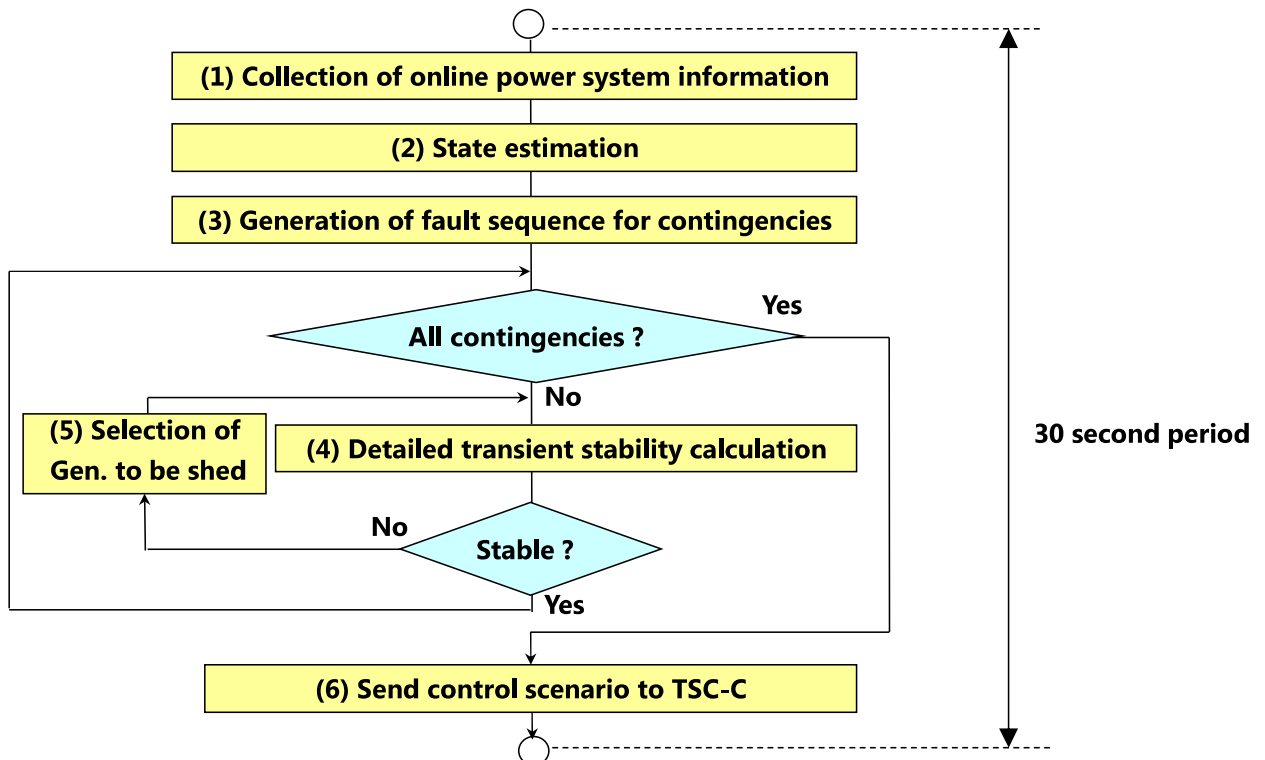 (1) Collection of online power system information
(2) State estimation
(3) Generation of fault sequence for contingencies
Yes
All contingencies ?
No
(5) Selection of
Gen. to be shed
(4) Detailed transient stability calculation
30 second period
No
Stable ?
Yes
(6) Send control scenario to TSC-C